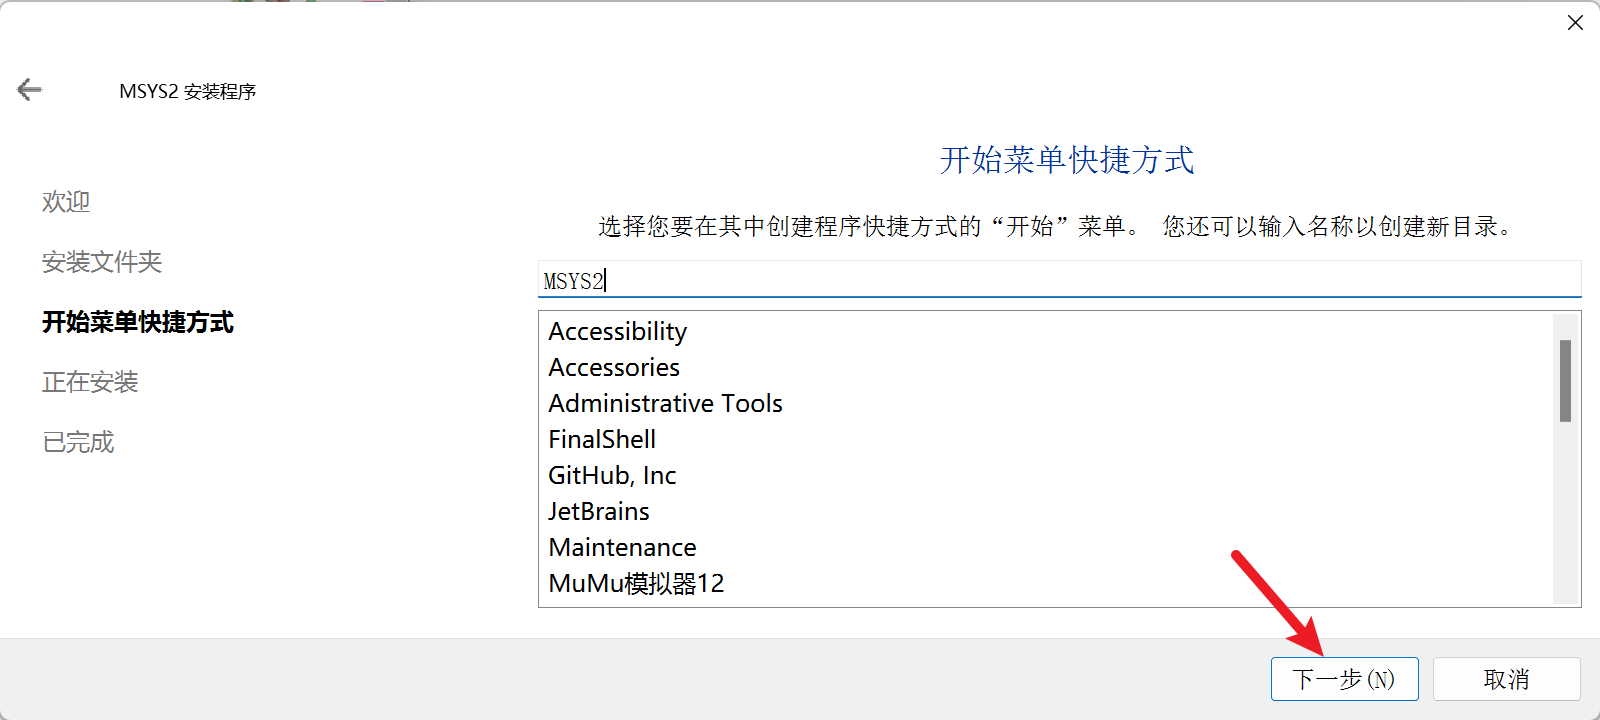 MSYS2 安装程序
开始菜单快捷方式
选择您要在其中创建程序快捷方式的“开始”菜单。 您还可以输入名称以创建新目录。
欢迎
安装文件夹
开始菜单快捷方式
正在安装
已完成
MSYS2
Accessibility
Accessories
Administrative Tools
FinalShell
GitHub, Inc
JetBrains
Maintenance
MuMu模拟器12
下一步(N)
取消